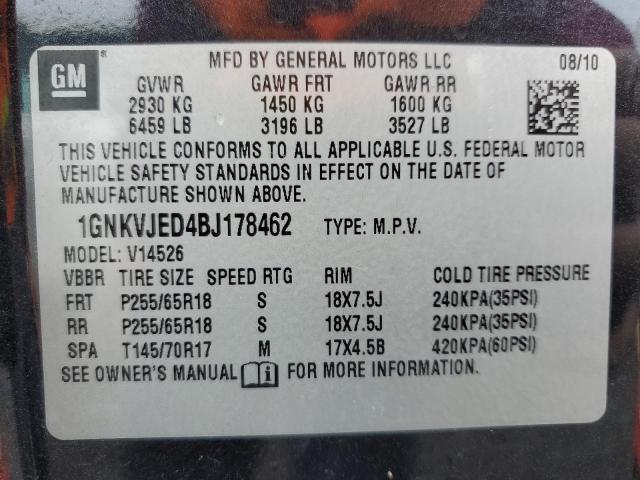 GM ® MFD BY GENERAL MOTORS LLC 08/10
GVWR GAWR FRT GAWR RR
2930 KG 1450 KG 1600 KG
6459 LB 3196 LB 3527 LB
THIS VEHICLE CONFORMS TO ALL APPLICABLE U.S. FEDERAL MOTOR
VEHICLE SAFETY STANDARDS IN EFFECT ON THE DATE OF
MANUFACTURE SHOWN ABOVE.
1GNKVJED4BJ178462 TYPE: M.P.V.
MODEL: V14526
VBBR TIRE SIZE SPEED RTG RIM COLD TIRE PRESSURE
FRT P255/65R18 S 18X7.5J 240KPA(35PSI)
RR P255/65R18 S 18X7.5J 240KPA(35PSI)
SPA T145/70R17 M 17X4.5B 420KPA(60PSI)
SEE OWNER'S MANUAL i FOR MORE INFORMATION.